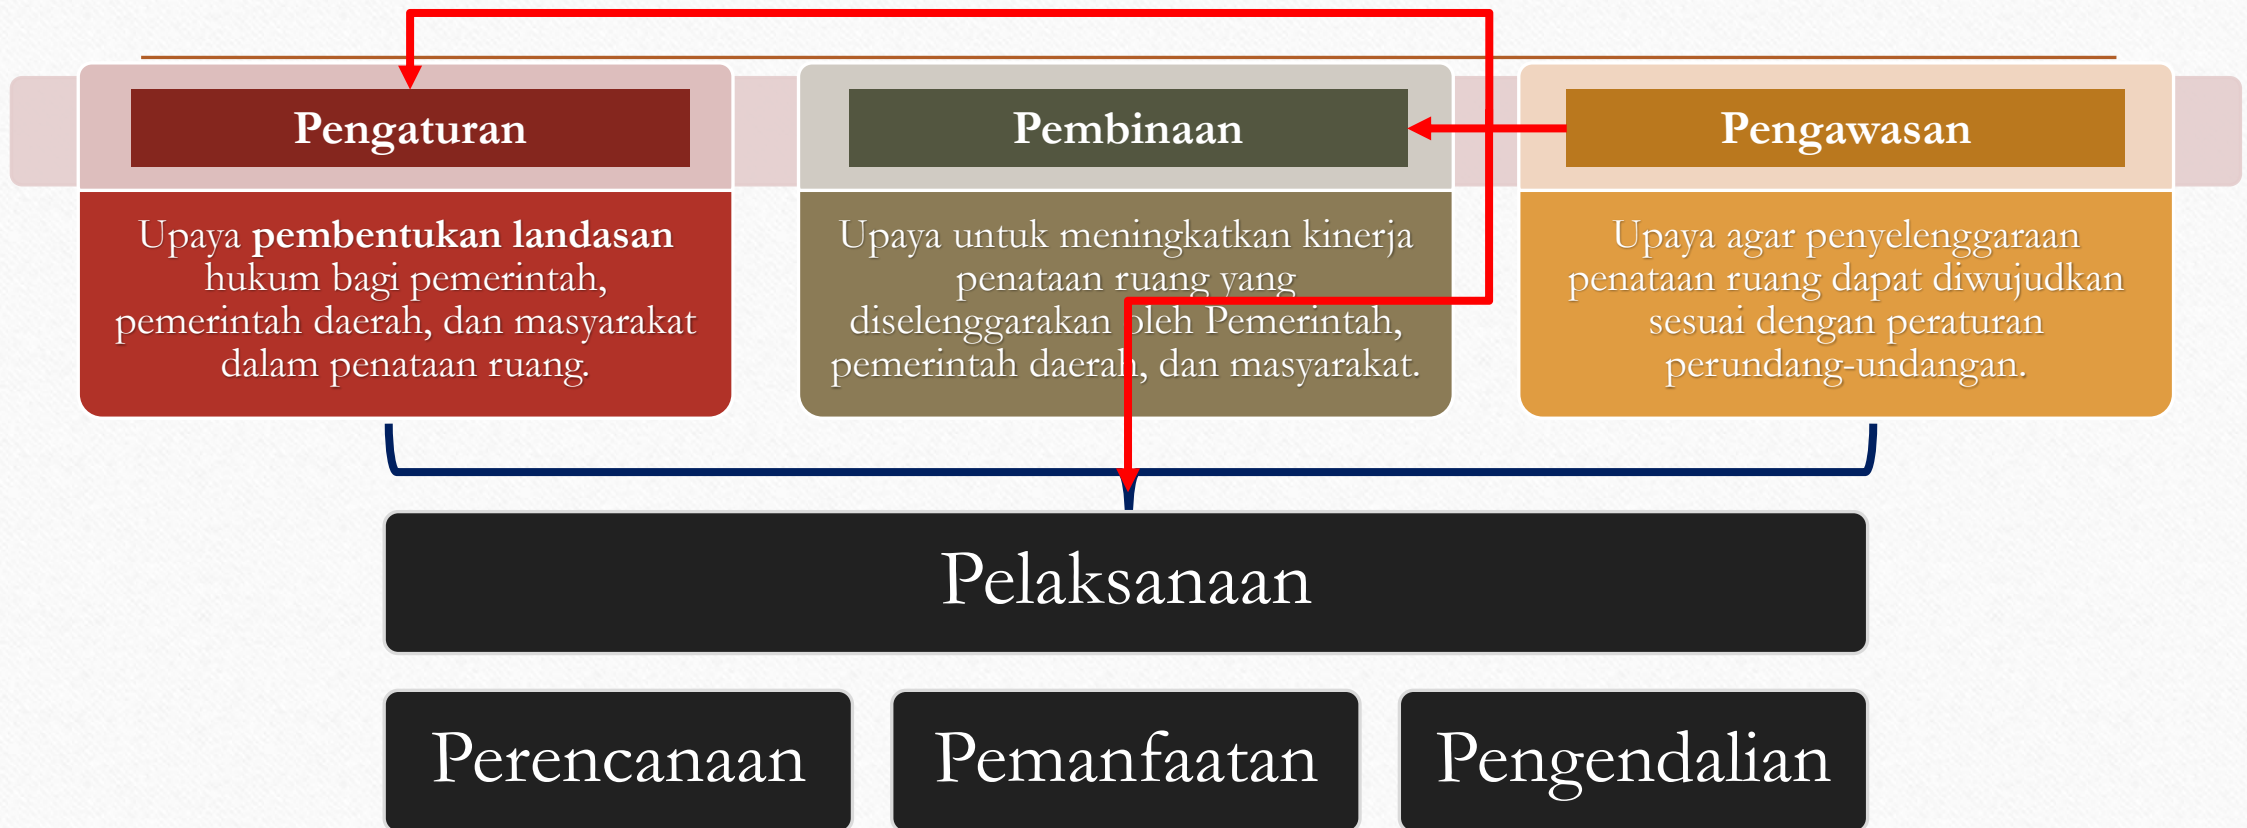 Pengaturan
Upaya pembentukan landasan
hukum bagi pemerintah,
pemerintah daerah, dan masyarakat
dalam penataan ruang.
Pembinaan
Upaya untuk meningkatkan kinerja
penataan ruang yang
diselenggarakan oleh Pemerintah,
pemerintah daerah, dan masyarakat.
Pengawasan
Upaya agar penyelenggaraan
penataan ruang dapat diwujudkan
sesuai dengan peraturan
perundang-undangan.
Pelaksanaan
Perencanaan
Pemanfaatan
Pengendalian